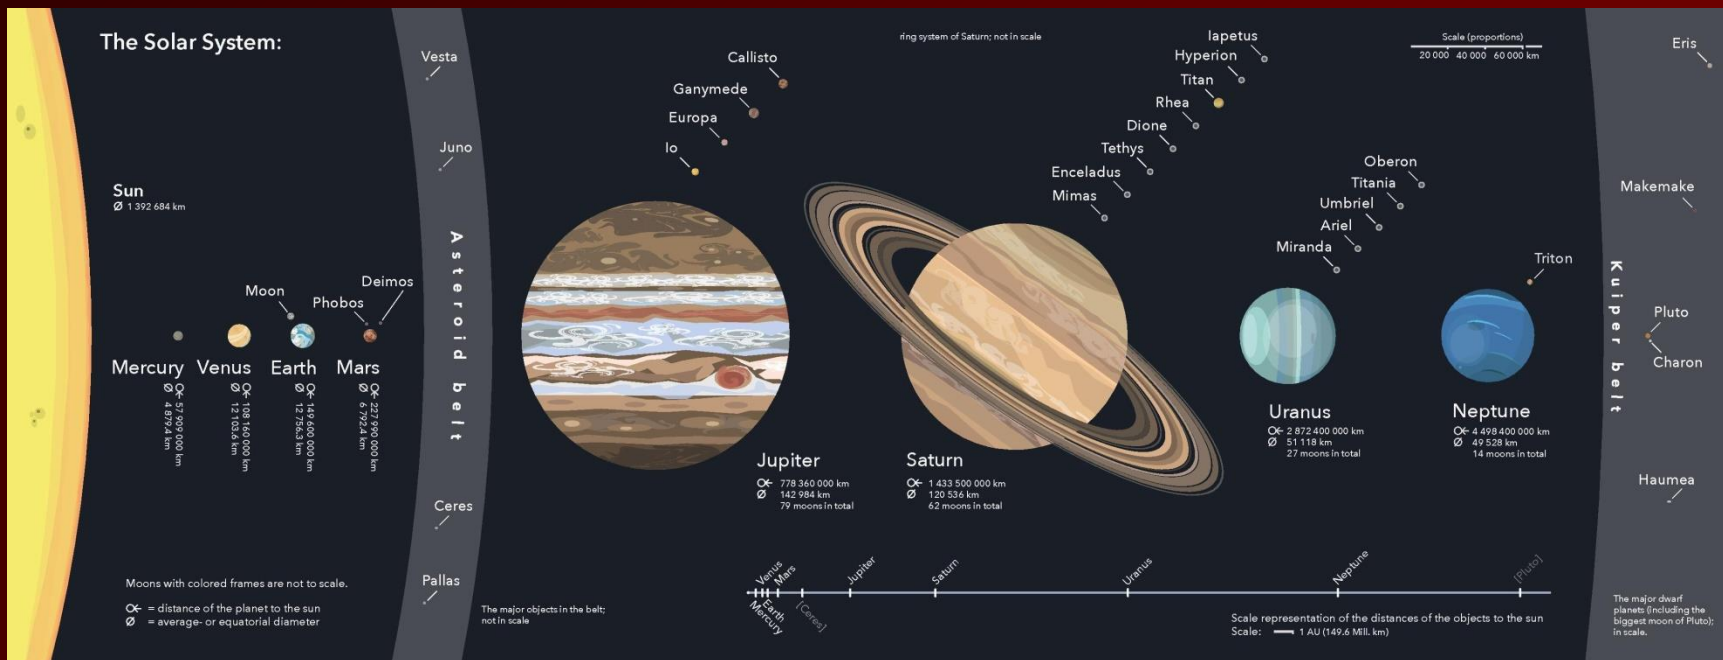 The Solar System:
Sun
Ø 1 392 684 km
Moon
Phobos
Deimos
Mercury
57 909 000 km
Ø 4 879,4 km
Venus
108 160 000 km
Ø 12 103,6 km
Earth
149 600 000 km
Ø 12 756,3 km
Mars
227 990 000 km
Ø 6 792,4 km
Moons with colored frames are not to scale.
= distance of the planet to the sun
Ø = average- or equatorial diameter
Vesta
Juno
Asteroid belt
Ceres
Pallas
The major objects in the belt;
not in scale
Callisto
Ganymede
Europa
Io
Jupiter
778 360 000 km
Ø 142 984 km
79 moons in total
ring system of Saturn; not in scale
Iapetus
Hyperion
Titan
Rhea
Dione
Tethys
Enceladus
Mimas
Saturn
1 433 500 000 km
Ø 120 536 km
62 moons in total
Oberon
Titania
Umbriel
Ariel
Miranda
Uranus
2 872 400 000 km
Ø 51 118 km
27 moons in total
Scale (proportions)
20 000 40 000 60 000 km
Triton
Neptune
4 498 400 000 km
Ø 49 528 km
14 moons in total
Venus
Mars
Jupiter
Saturn
Uranus
Neptune
[Pluto]
Mercury
Earth
[Ceres]
Scale representation of the distances of the objects to the sun
Scale: 1 AU (149.6 Mill. km)
Kuiper belt
Eris
Makemake
Pluto
Charon
Haumea
The major dwarf
planets (including the
biggest moon of Pluto);
in scale.